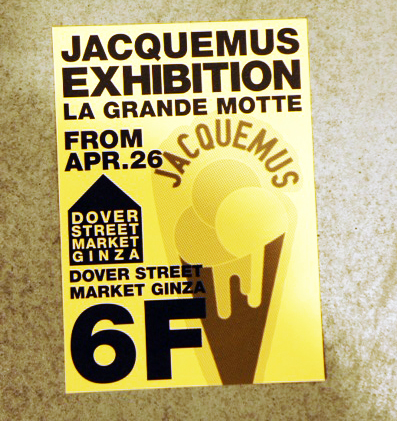 JACQUEMUS
EXHIBITION
LA GRANDE MOTTE
FROM
APR.26
JACQUEMUS
DOVER
STREET
MARKET
GINZA
DOVER STREET
MARKET GINZA
6F